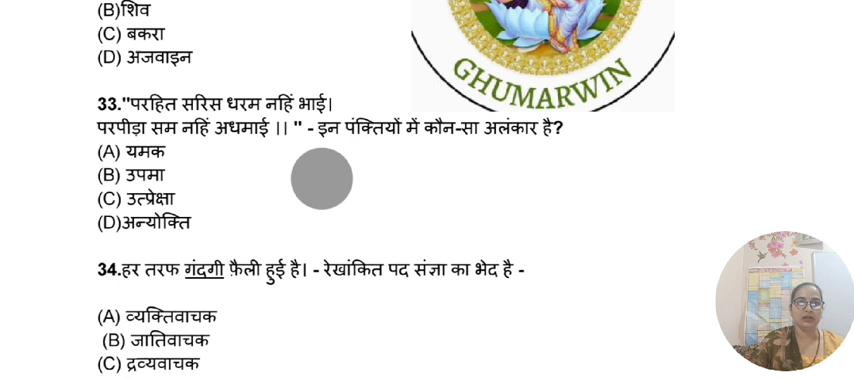 (B)शिव
(C) बकरा
(D) अजवाइन
GHUMARWIN
33."परहित सरिस धरम नहिं भाई।
परपीड़ा सम नहिं अधमाई ।। " - इन पंक्तियों में कौन-सा अलंकार है?
(A) यमक
(B) उपमा
(C) उत्प्रेक्षा
(D)अन्योक्ति
34.हर तरफ गंदगी फ़ैली हुई है। - रेखांकित पद संज्ञा का भेद है -
(A) व्यक्तिवाचक
(B) जातिवाचक
(C) द्रव्यवाचक